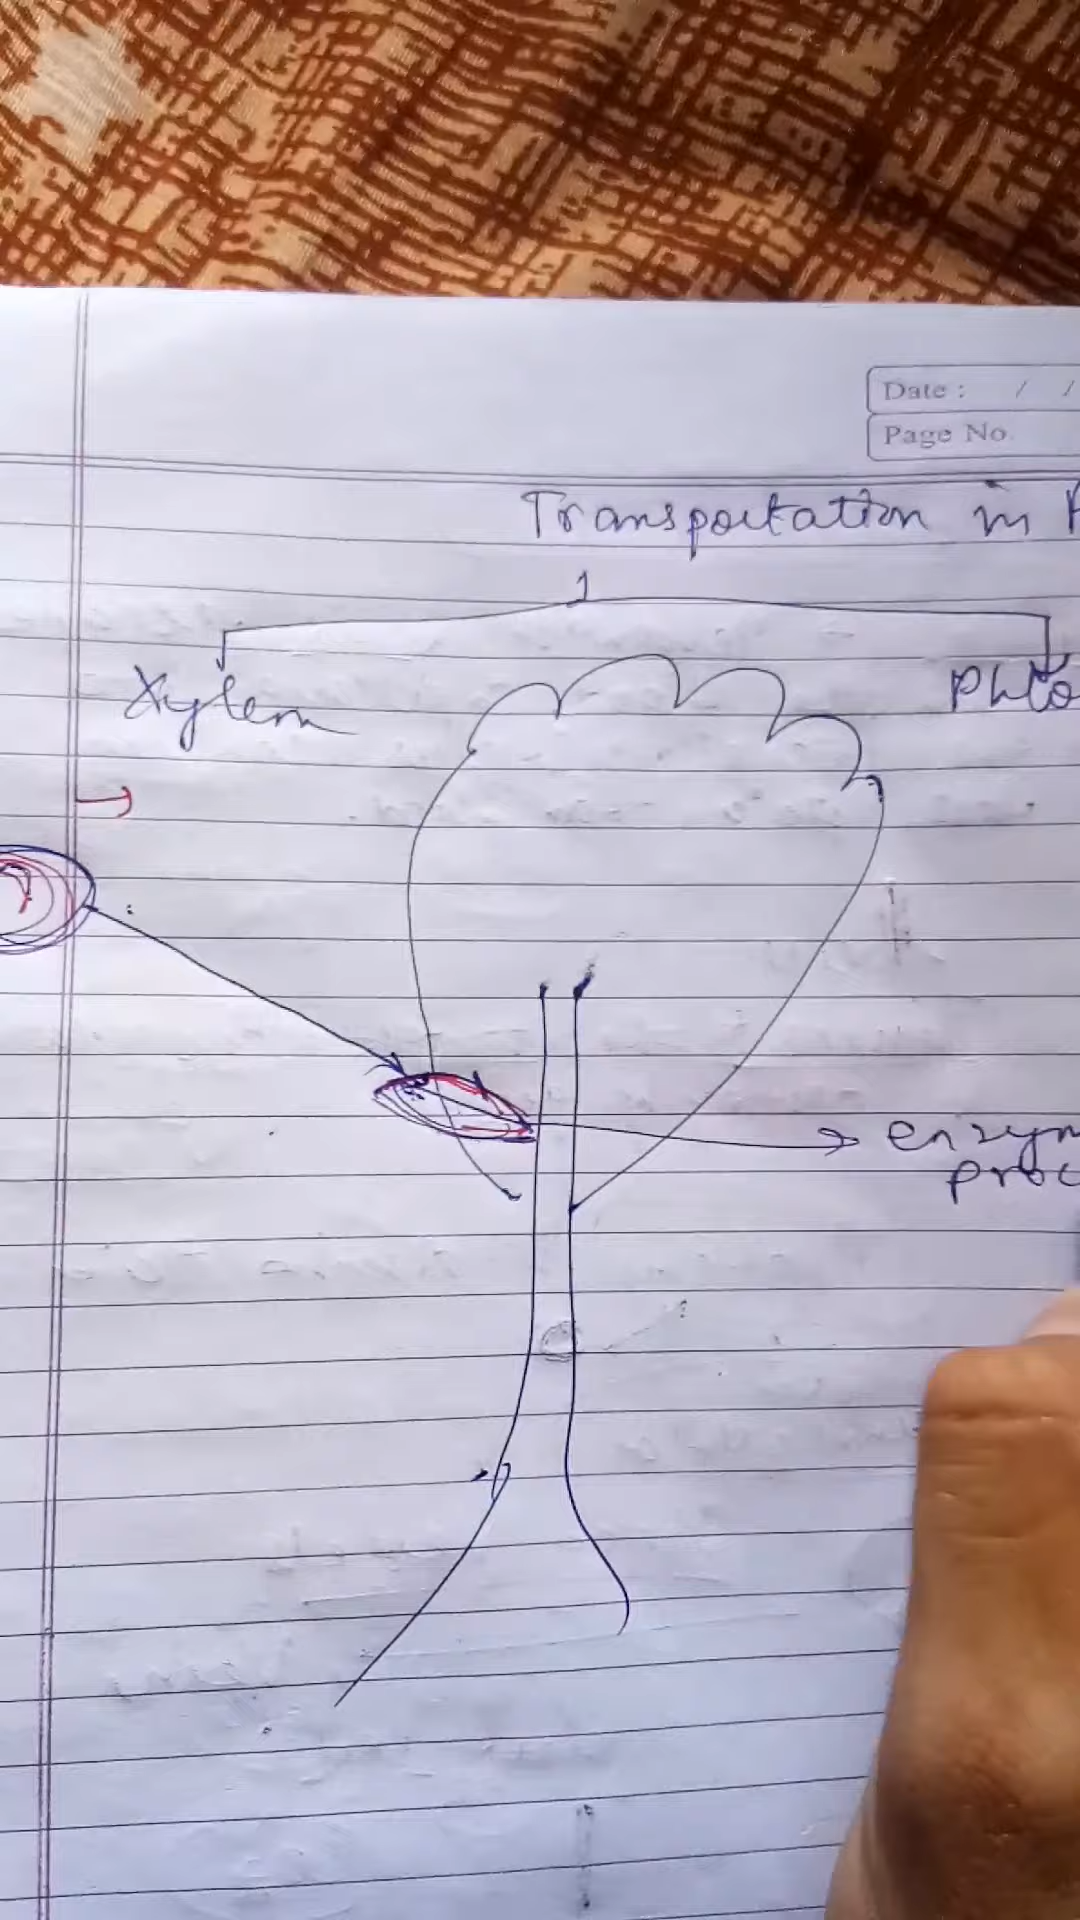 Date : / /
Page No.
Transportation in P
Xylem
Phlo
enzym
proc